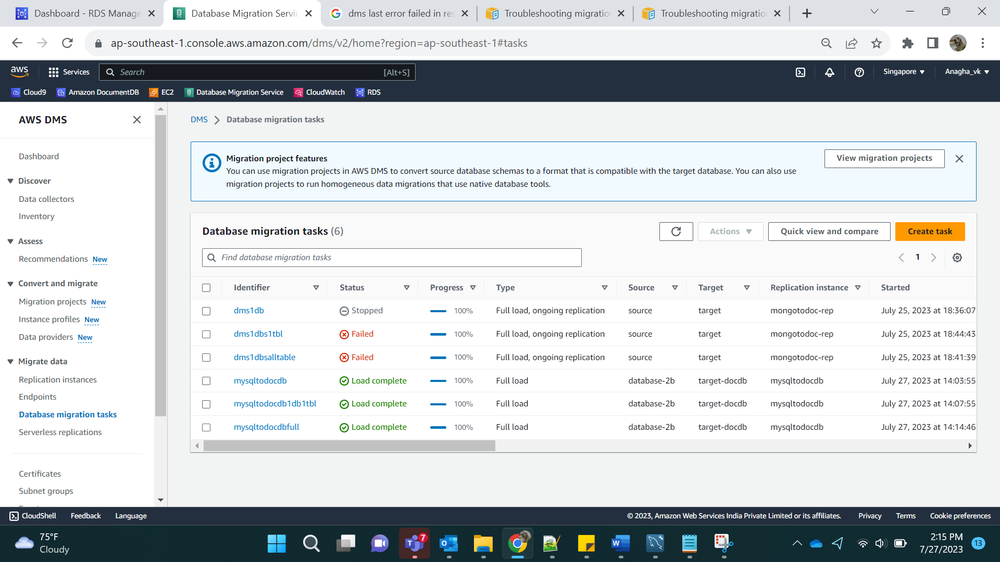 Dashboard - RDS Manage
Database Migration Servic
dms last error failed in res
Troubleshooting migratio
Troubleshooting migratio
ap-southeast-1.console.aws.amazon.com/dms/v2/home?region=ap-southeast-1#tasks
aws
Services
Search
[Alt+S]
Singapore
Anagha_vk
Cloud9
Amazon DocumentDB
EC2
Database Migration Service
CloudWatch
RDS
AWS DMS
Dashboard
Discover
Data collectors
Inventory
Assess
Recommendations New
Convert and migrate
Migration projects New
Instance profiles New
Data providers New
Migrate data
Replication instances
Endpoints
Database migration tasks
Serverless replications
Certificates
Subnet groups
DMS > Database migration tasks
Migration project features
You can use migration projects in AWS DMS to convert source database schemas to a format that is compatible with the target database. You can also use
migration projects to run homogeneous data migrations that use native database tools.
View migration projects
Database migration tasks (6)
Actions
Quick view and compare
Create task
Find database migration tasks
1
Identifier Status Progress Type Source Target Replication instance Started
dms1db Stopped 100% Full load, ongoing replication source target mongotodoc-rep July 25, 2023 at 18:36:07
dms1dbs1tbl Failed 100% Full load, ongoing replication source target mongotodoc-rep July 25, 2023 at 18:44:43
dms1dbsalltable Failed 100% Full load, ongoing replication source target mongotodoc-rep July 25, 2023 at 18:41:39
mysqltodocdb Load complete 100% Full load database-2b target-docdb mysqltodocdb July 27, 2023 at 14:03:55
mysqltodocdb1db1tbl Load complete 100% Full load database-2b target-docdb mysqltodocdb July 27, 2023 at 14:07:55
mysqltodocdbfull Load complete 100% Full load database-2b target-docdb mysqltodocdb July 27, 2023 at 14:14:46
CloudShell Feedback Language
© 2023, Amazon Web Services India Private Limited or its affiliates. Privacy Terms Cookie preferences
75°F
Cloudy
7
2:15 PM
7/27/2023
13